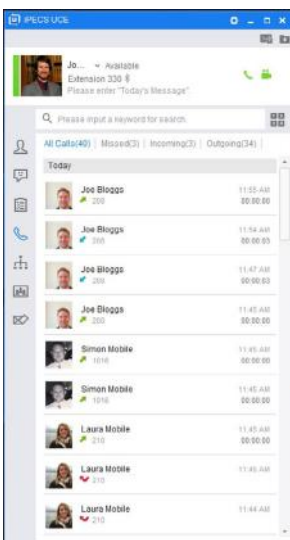 iPECS UCE
Jo... Available
Extension 330
Please enter "Today's Message"
Please input a keyword for search.
All Calls(40) | Missed(3) | Incoming(3) | Outgoing(34) |
Today
Joe Bloggs 11:55 AM
200 00:00:00
Joe Bloggs 11:54 AM
200 00:00:03
Joe Bloggs 11:47 AM
200 00:00:03
Joe Bloggs 11:45 AM
200 00:00:00
Simon Mobile 11:45 AM
1016 00:00:00
Simon Mobile 11:45 AM
1016 00:00:00
Laura Mobile 11:45 AM
210 00:00:00
Laura Mobile 11:45 AM
210
Laura Mobile 11:44 AM
210